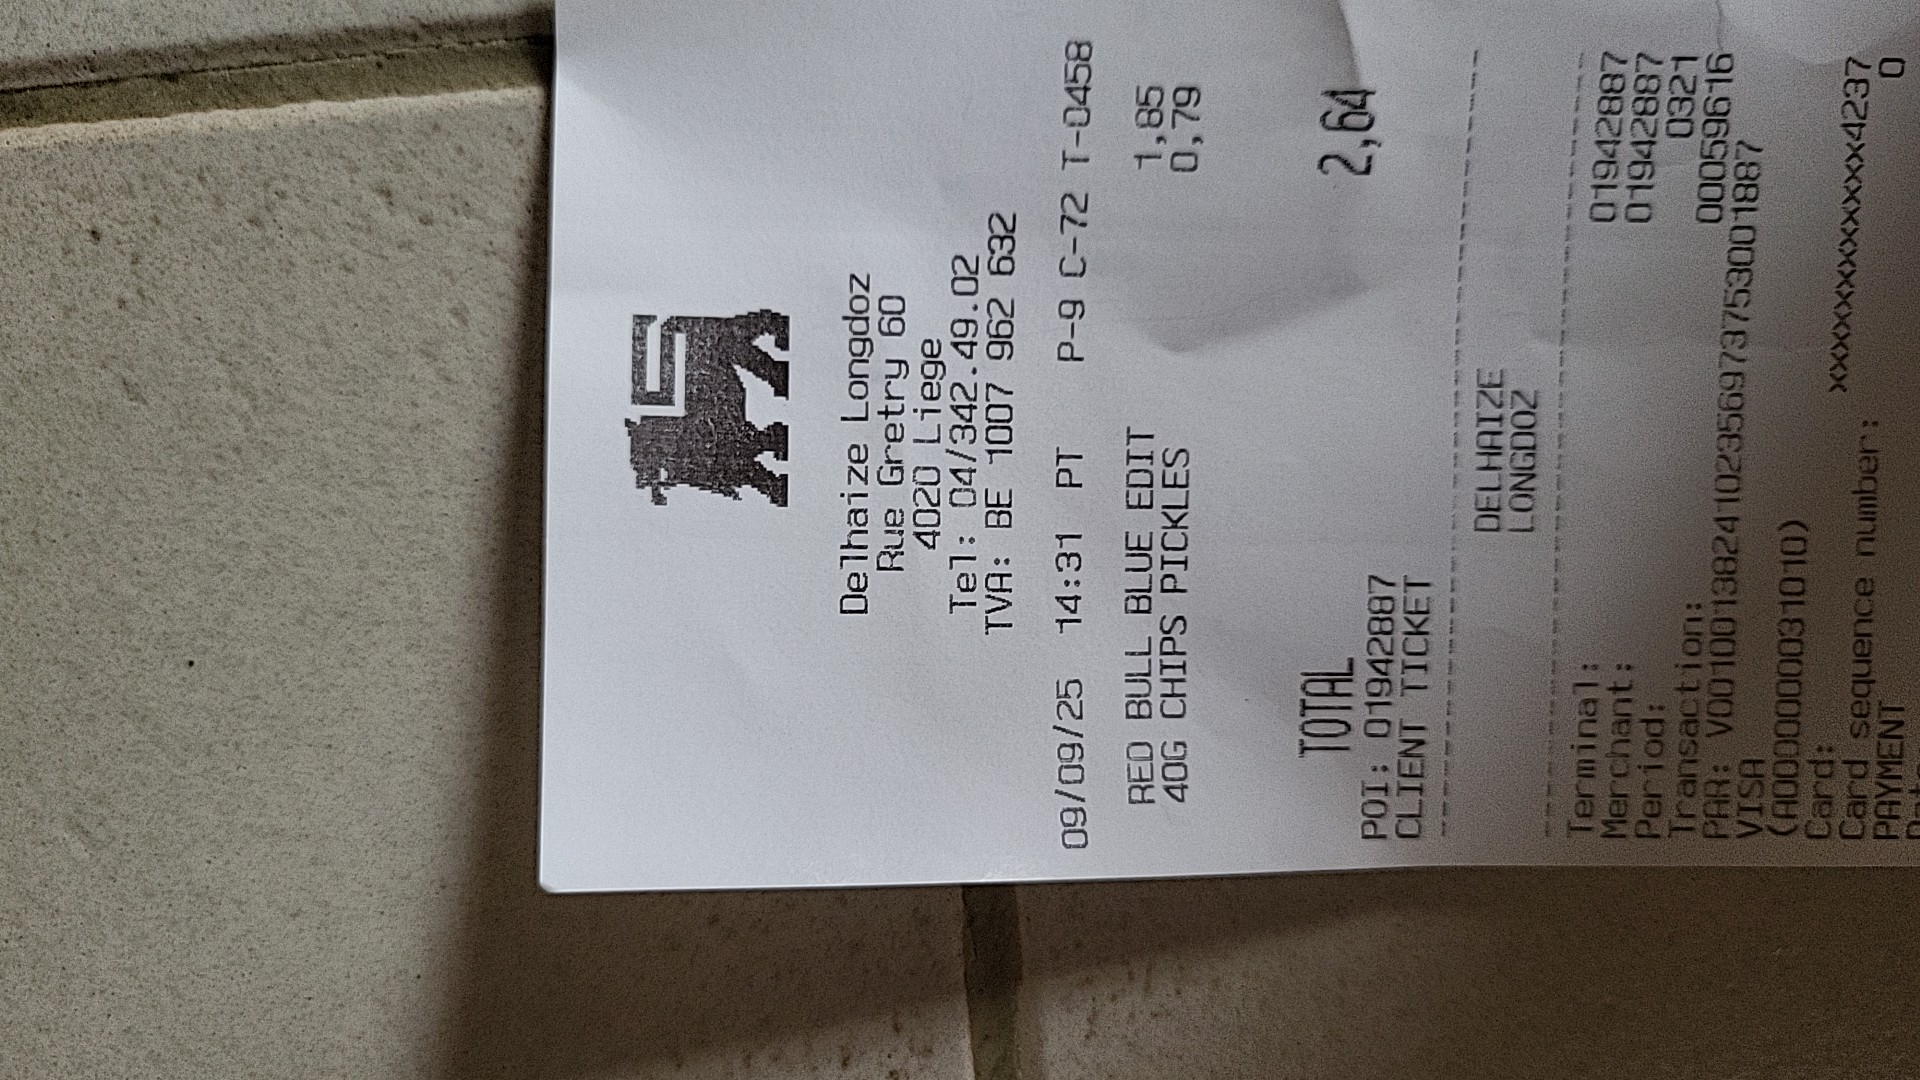 Delhaize Longdoz
Rue Gretry 60
4020 Liege
Tel: 04/342.49.02
TVA: BE 1007 962 632
09/09/25 14:31 PT P-9 C-72 T-0458
RED BULL BLUE EDIT 1,85
40G CHIPS PICKLES 0,79
TOTAL 2,64
POI: 01942887
CLIENT TICKET
DELHAIZE
LONGDOZ
Terminal: 01942887
Merchant: 01942887
Period: 0321
Transaction: 00059616
PAR: V0010013824102356973753001887
VISA
(A0000000031010)
Card: xxxxxxxxxxxx4237
Card sequence number: 0
PAYMENT